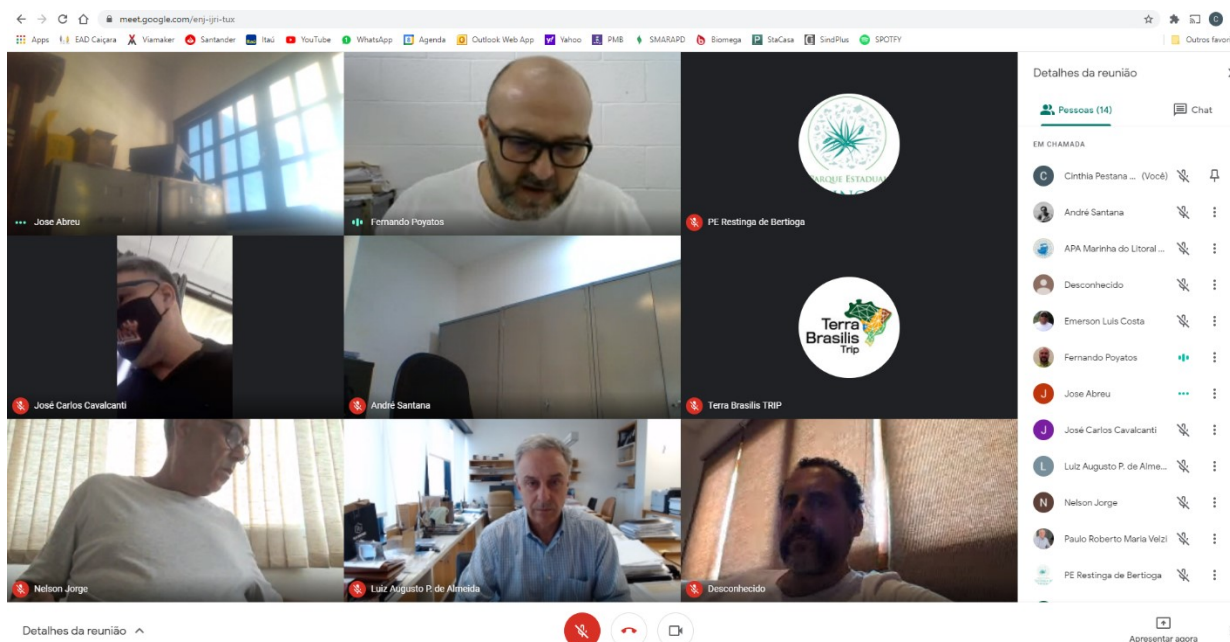 meet.google.com/enj-ijri-tux
Apps EAD Caiçara Viamaker Santander Itaú YouTube WhatsApp Agenda Outlook Web App Yahoo PMB SMARAPD Biomega StaCasa SindPlus SPOTFY Outros favori
Detalhes da reunião
Pessoas (14) Chat
EM CHAMADA
C Cinthia Pestana ... (Você)
André Santana
APA Marinha do Litoral ...
Desconhecido
Emerson Luis Costa
Fernando Poyatos
J Jose Abreu
J José Carlos Cavalcanti
L Luiz Augusto P. de Alme...
N Nelson Jorge
Paulo Roberto Maria Velzi
PE Restinga de Bertioga
Jose Abreu
Fernando Poyatos
PARQUE ESTADUAL
PE Restinga de Bertioga
José Carlos Cavalcanti
André Santana
Terra
Brasilis
Trip
Terra Brasilis TRIP
Nelson Jorge
Luiz Augusto P. de Almeida
Desconhecido
Detalhes da reunião
Apresentar agora